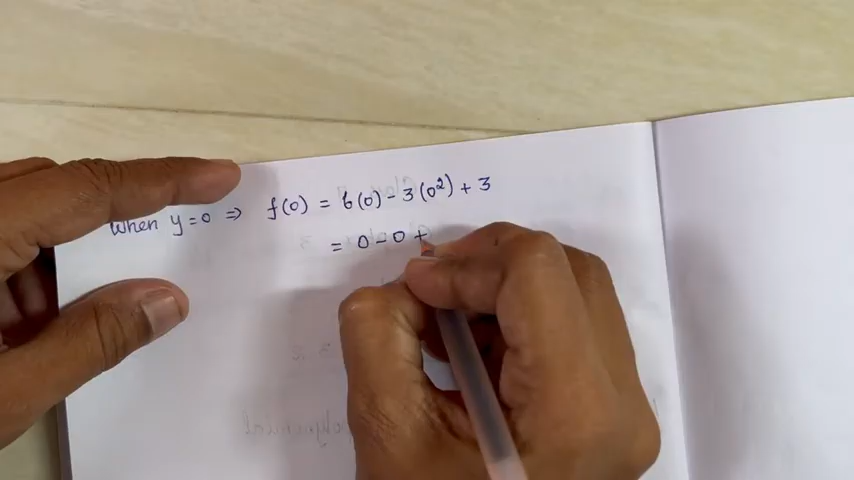 When y=0 ⇒ f(0) = 6(0) - 3(0²) + 3
= 0 - 0 +